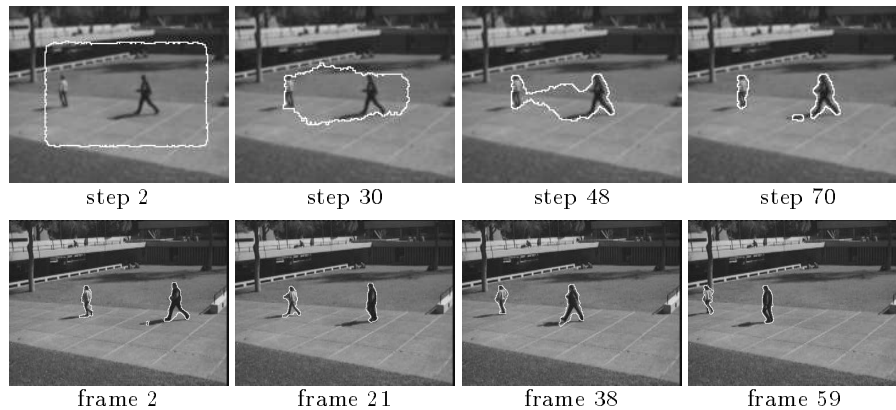 step 2
step 30
step 48
step 70
frame 2
frame 21
frame 38
frame 59